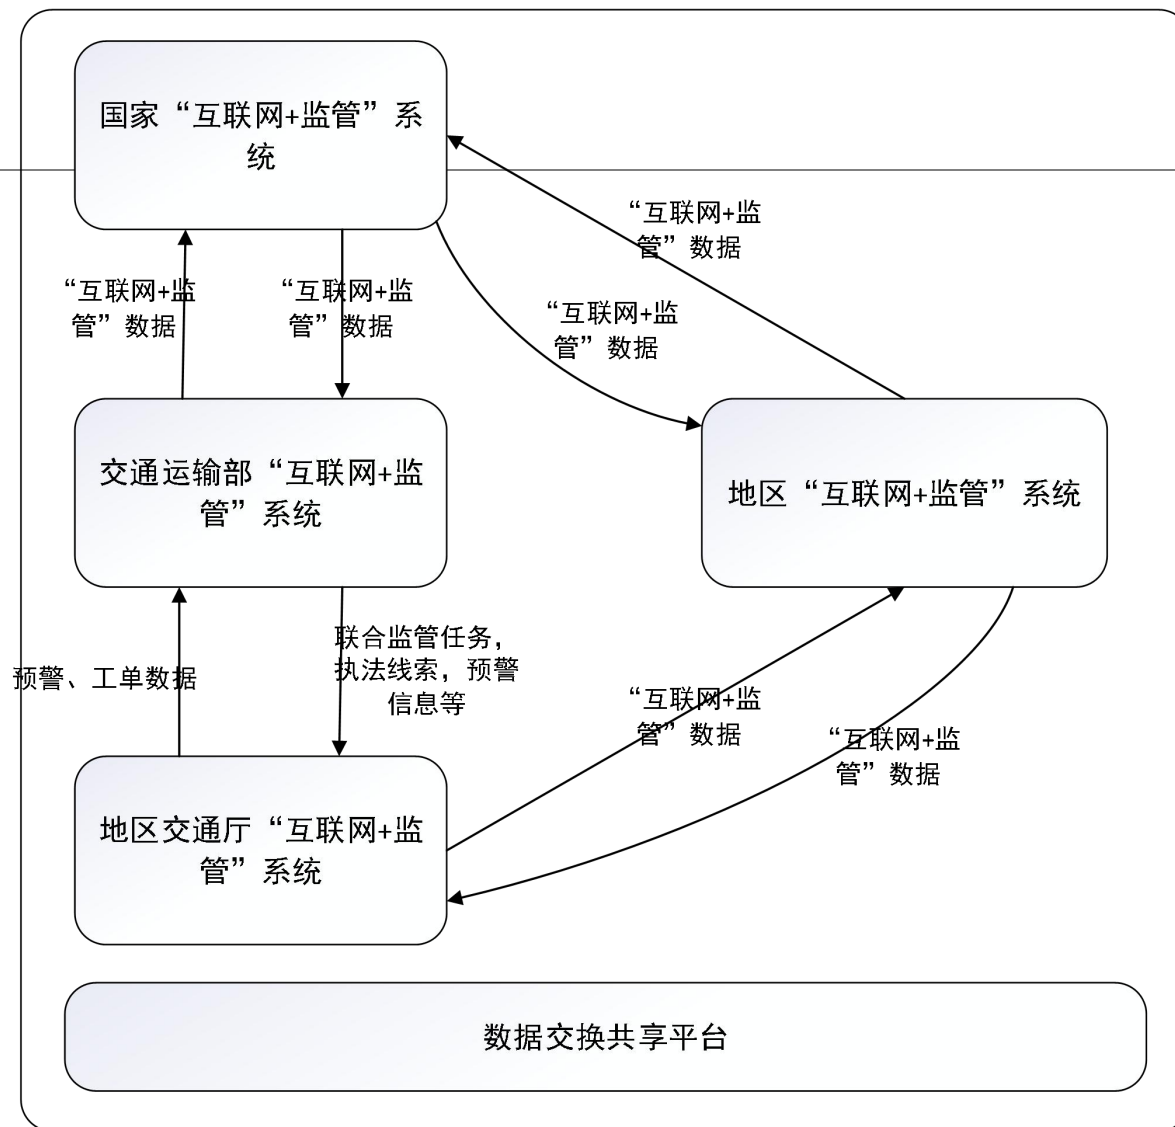 国家“互联网+监管”系
统
“互联网+监
管”数据
“互联网+监
管”数据
“互联网+监
管”数据
“互联网+监
管”数据
交通运输部“互联网+监
管”系统
地区“互联网+监管”系统
预警、工单数据
联合监管任务，
执法线索，预警
信息等
“互联网+监
管”数据
“互联网+监
管”数据
地区交通厅“互联网+监
管”系统
数据交换共享平台